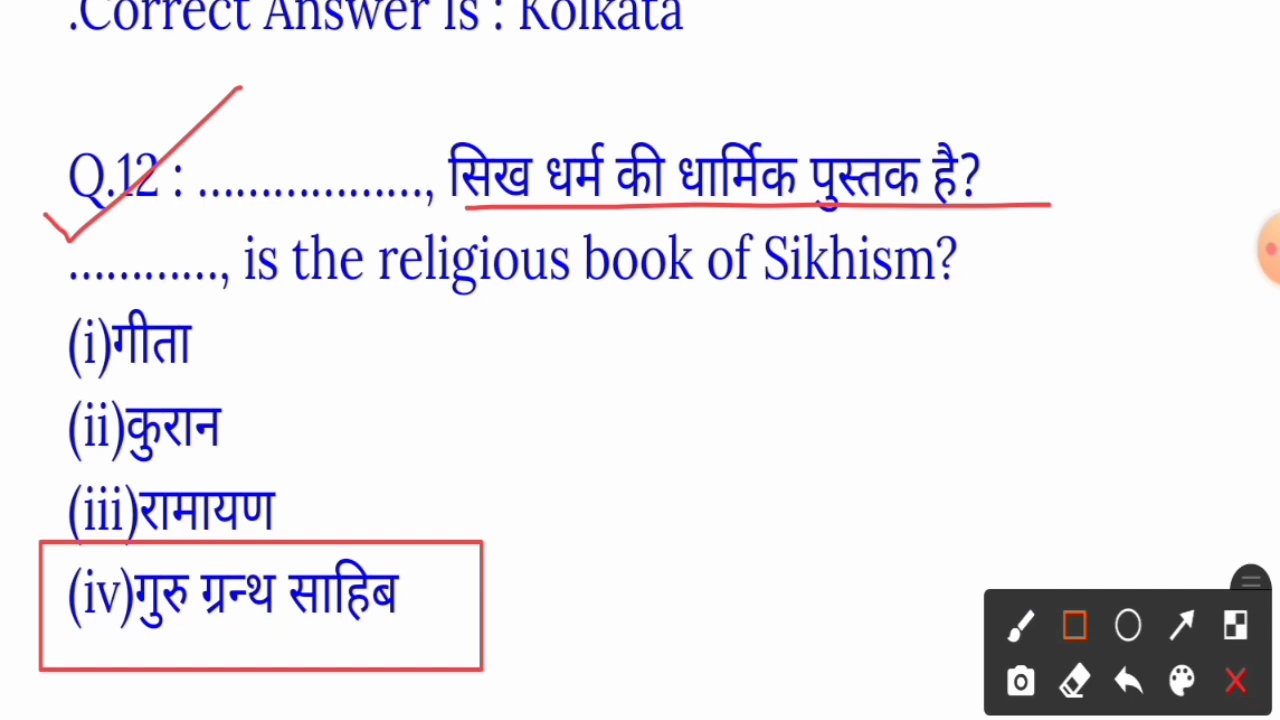 .Correct Answer Is : Kolkata
Q.12 : .................., सिख धर्म की धार्मिक पुस्तक है?
............, is the religious book of Sikhism?
(i)गीता
(ii)कुरान
(iii)रामायण
(iv)गुरु ग्रन्थ साहिब